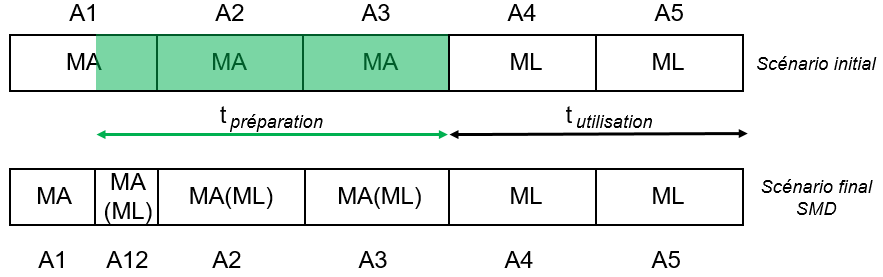 A1 A2 A3 A4 A5
MA MA MA ML ML Scénario initial
t préparation t utilisation
MA MA (ML) MA(ML) MA(ML) ML ML Scénario final SMD
A1 A12 A2 A3 A4 A5